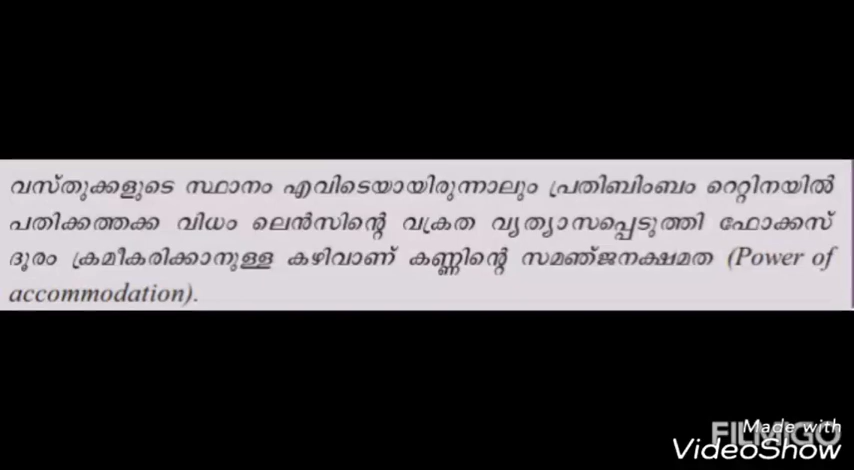 വസ്തുക്കളുടെ സ്ഥാനം എവിടെയായിരുന്നാലും പ്രതിബിംബം റെറ്റിനയിൽ
പതിക്കത്തക്ക വിധം ലെൻസിന്റെ വക്രത വ്യത്യാസപ്പെടുത്തി ഫോക്കസ്
ദൂരം ക്രമീകരിക്കാനുള്ള കഴിവാണ് കണ്ണിന്റെ സമഞ്ജനക്ഷമത (Power of
accommodation).
Made with
FILMIGO
VideoShow